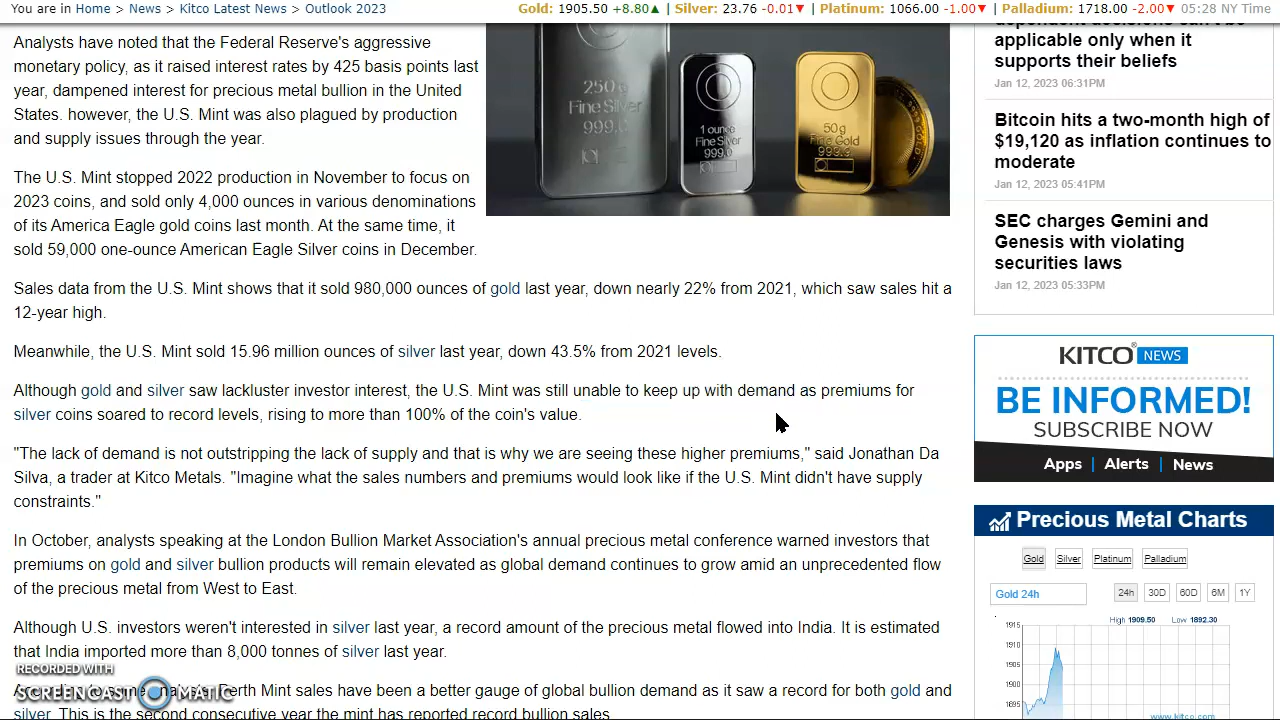 You are in Home > News > Kitco Latest News > Outlook 2023
Gold: 1905.50 +8.80▲ | Silver: 23.76 -0.01▼ | Platinum: 1066.00 -1.00▼ | Palladium: 1718.00 -2.00▼ 05:28 NY Time
Analysts have noted that the Federal Reserve's aggressive
monetary policy, as it raised interest rates by 425 basis points last
year, dampened interest for precious metal bullion in the United
States. however, the U.S. Mint was also plagued by production
and supply issues through the year.
The U.S. Mint stopped 2022 production in November to focus on
2023 coins, and sold only 4,000 ounces in various denominations
of its America Eagle gold coins last month. At the same time, it
sold 59,000 one-ounce American Eagle Silver coins in December.
250g
Fine Silver
999.0
1 ounce
Fine Silver
999.0
50g
Fine Gold
999.9
Sales data from the U.S. Mint shows that it sold 980,000 ounces of gold last year, down nearly 22% from 2021, which saw sales hit a
12-year high.
Meanwhile, the U.S. Mint sold 15.96 million ounces of silver last year, down 43.5% from 2021 levels.
Although gold and silver saw lackluster investor interest, the U.S. Mint was still unable to keep up with demand as premiums for
silver coins soared to record levels, rising to more than 100% of the coin's value.
"The lack of demand is not outstripping the lack of supply and that is why we are seeing these higher premiums," said Jonathan Da
Silva, a trader at Kitco Metals. "Imagine what the sales numbers and premiums would look like if the U.S. Mint didn't have supply
constraints."
In October, analysts speaking at the London Bullion Market Association's annual precious metal conference warned investors that
premiums on gold and silver bullion products will remain elevated as global demand continues to grow amid an unprecedented flow
of the precious metal from West to East.
Although U.S. investors weren't interested in silver last year, a record amount of the precious metal flowed into India. It is estimated
that India imported more than 8,000 tonnes of silver last year.
Perth Mint sales have been a better gauge of global bullion demand as it saw a record for both gold and
silver. This is the second consecutive year the mint has reported record bullion sales
RECORDED WITH
SCREENCAST MATIC
applicable only when it
supports their beliefs
Jan 12, 2023 06:31PM
Bitcoin hits a two-month high of
$19,120 as inflation continues to
moderate
Jan 12, 2023 05:41PM
SEC charges Gemini and
Genesis with violating
securities laws
Jan 12, 2023 05:33PM
KITCO® NEWS
BE INFORMED!
SUBSCRIBE NOW
Apps | Alerts | News
Precious Metal Charts
Gold Silver Platinum Palladium
Gold 24h 24h 30D 60D 6M 1Y
High 1909.50 Low 1892.30
1915
1910
1905
1900
1895
www.kitco.com